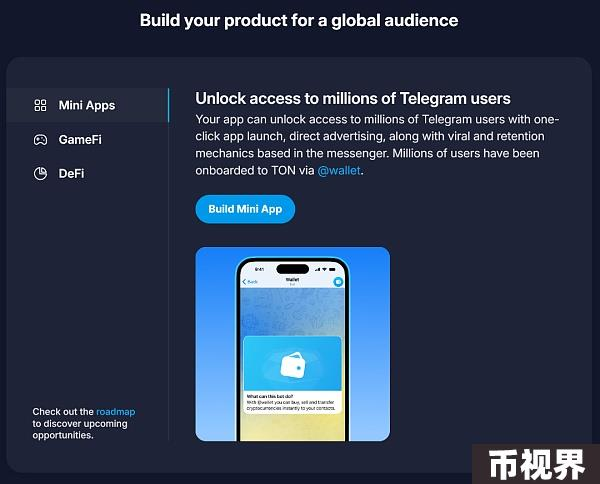 Build your product for a global audience
Mini Apps
GameFi
DeFi
Unlock access to millions of Telegram users
Your app can unlock access to millions of Telegram users with one-
click app launch, direct advertising, along with viral and retention
mechanics based in the messenger. Millions of users have been
onboarded to TON via @wallet.
Build Mini App
9:41
Back
Wallet
bot
What can this bot do?
With @wallet you can buy, sell and transfer
cryptocurrencies instantly to your contacts.
Check out the roadmap
to discover upcoming
opportunities.
币视界